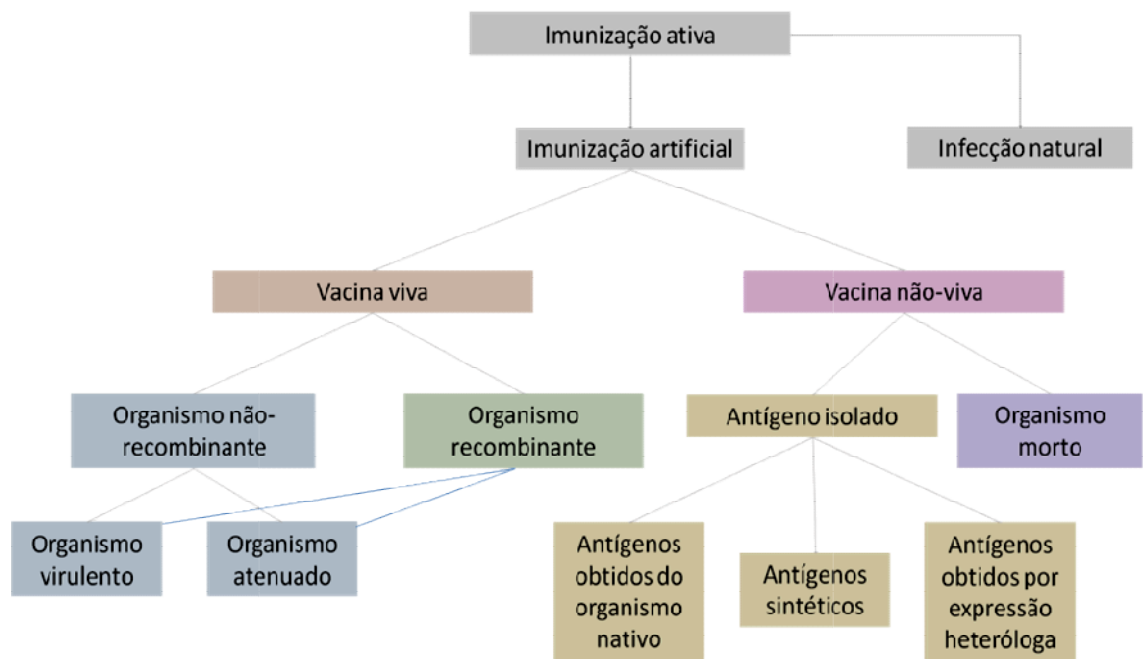 Imunização ativa
Imunização artificial
Infecção natural
Vacina viva
Vacina não-viva
Organismo não-
recombinante
Organismo
recombinante
Antígeno isolado
Organismo
morto
Organismo
virulento
Organismo
atenuado
Antígenos
obtidos do
organismo
nativo
Antígenos
sintéticos
Antígenos
obtidos por
expressão
heteróloga